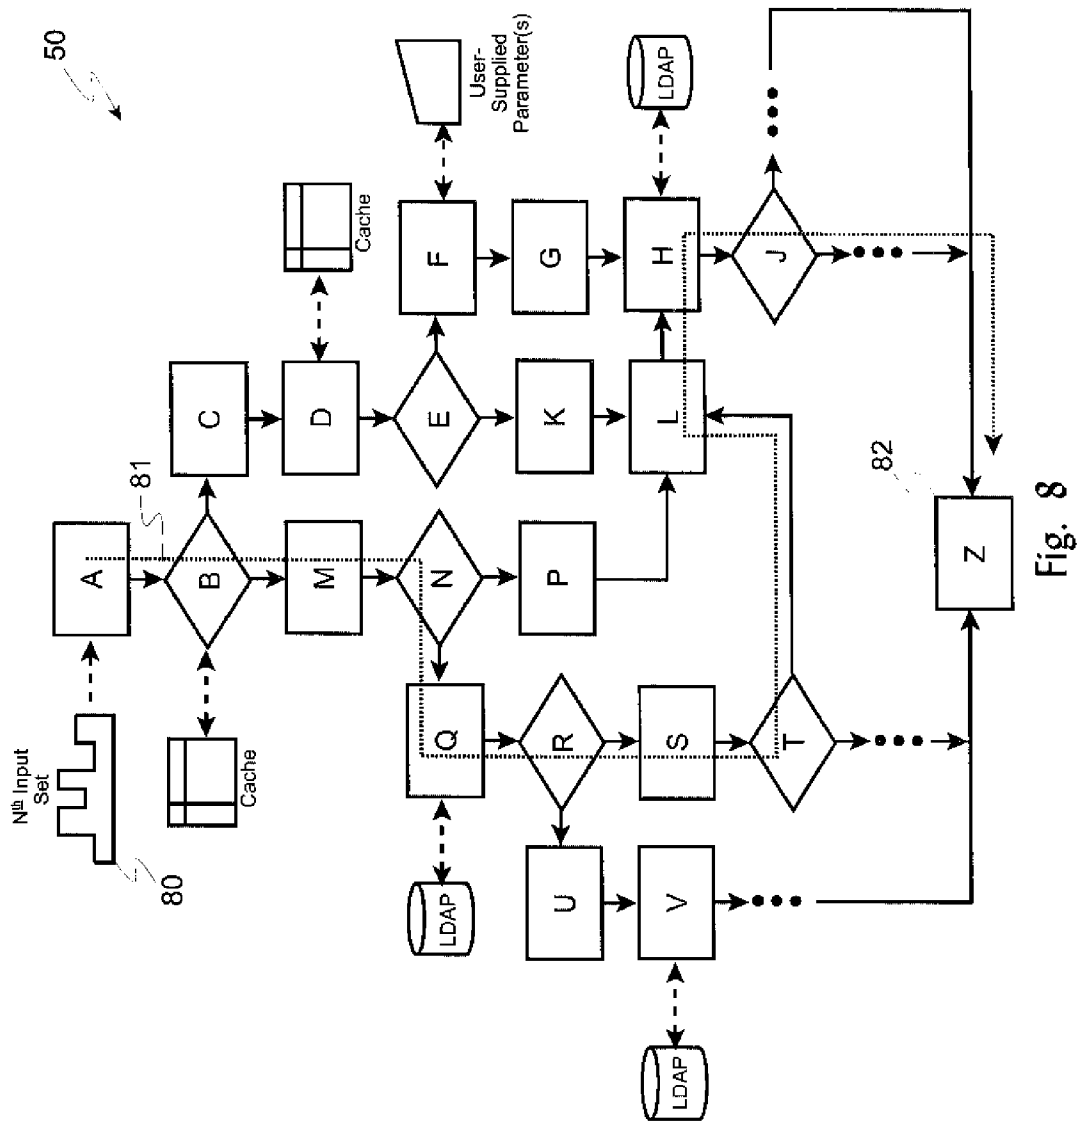 50
Nth Input
Set
80
A
81
B
Cache
C
D
Cache
M
E
F
User-
Supplied
Parameter(s)
N
Q
LDAP
G
K
P
R
U
H
LDAP
L
S
V
LDAP
J
T
82
Z
Fig. 8